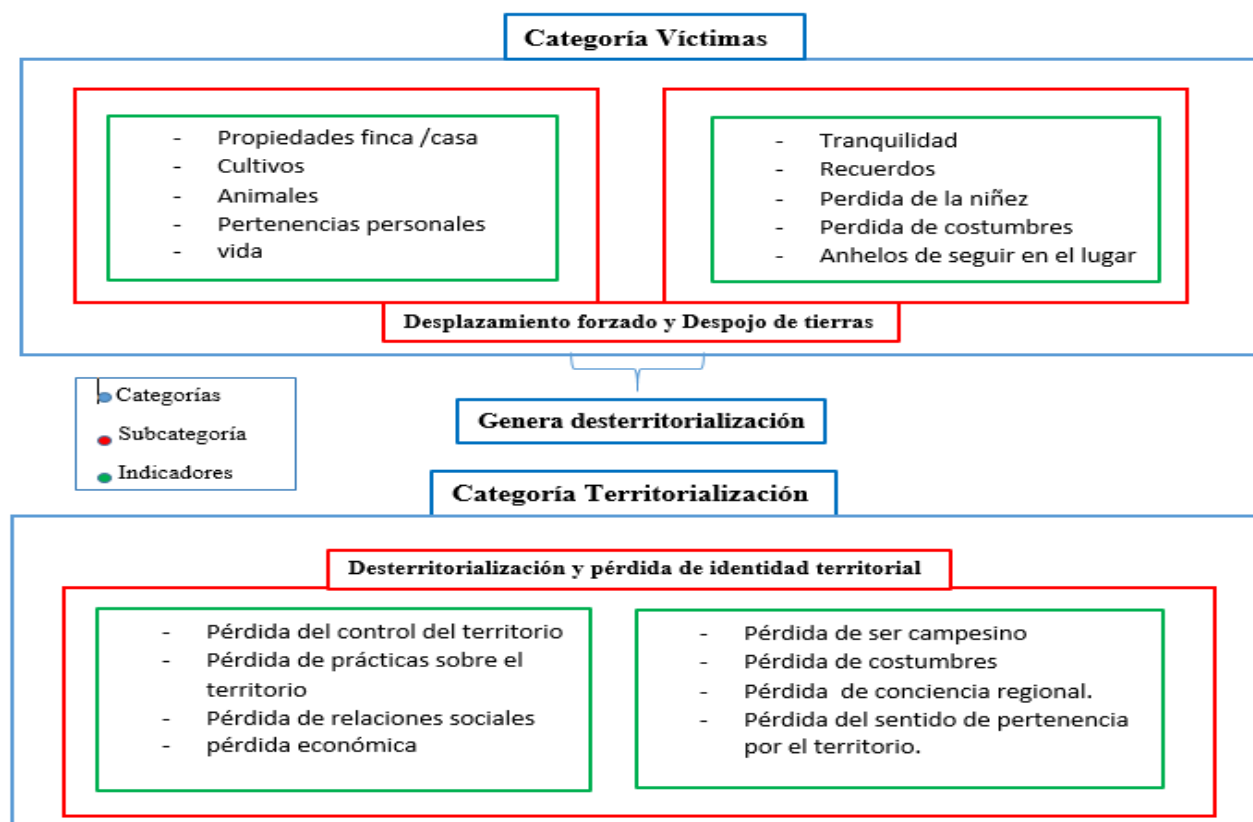 Categoría Víctimas
- Propiedades finca /casa
- Cultivos
- Animales
- Pertenencias personales
- vida
- Tranquilidad
- Recuerdos
- Perdida de la niñez
- Perdida de costumbres
- Anhelos de seguir en el lugar
Desplazamiento forzado y Despojo de tierras
Categorías
Subcategoría
Indicadores
Genera desterritorialización
Categoría Territorialización
Desterritorialización y pérdida de identidad territorial
- Pérdida del control del territorio
- Pérdida de prácticas sobre el
territorio
- Pérdida de relaciones sociales
- pérdida económica
- Pérdida de ser campesino
- Pérdida de costumbres
- Pérdida de conciencia regional.
- Pérdida del sentido de pertenencia
por el territorio.